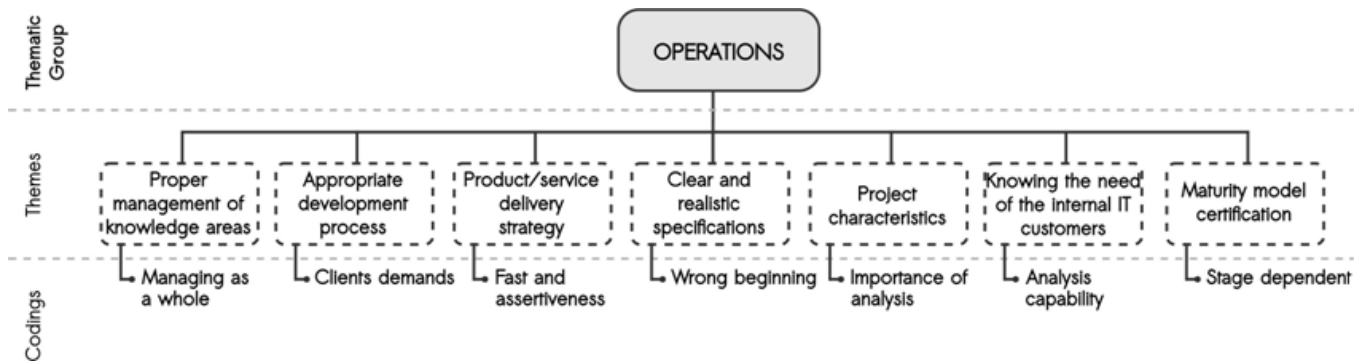 Thematic
Group
OPERATIONS
Themes
Proper
management of
knowledge areas
Appropriate
development
process
Product/service
delivery
strategy
Clear and
realistic
specifications
Project
characteristics
Knowing the need
of the internal IT
customers
Maturity model
certification
Codings
Managing as
a whole
Clients demands
Fast and
assertiveness
Wrong beginning
Importance of
analysis
Analysis
capability
Stage dependent